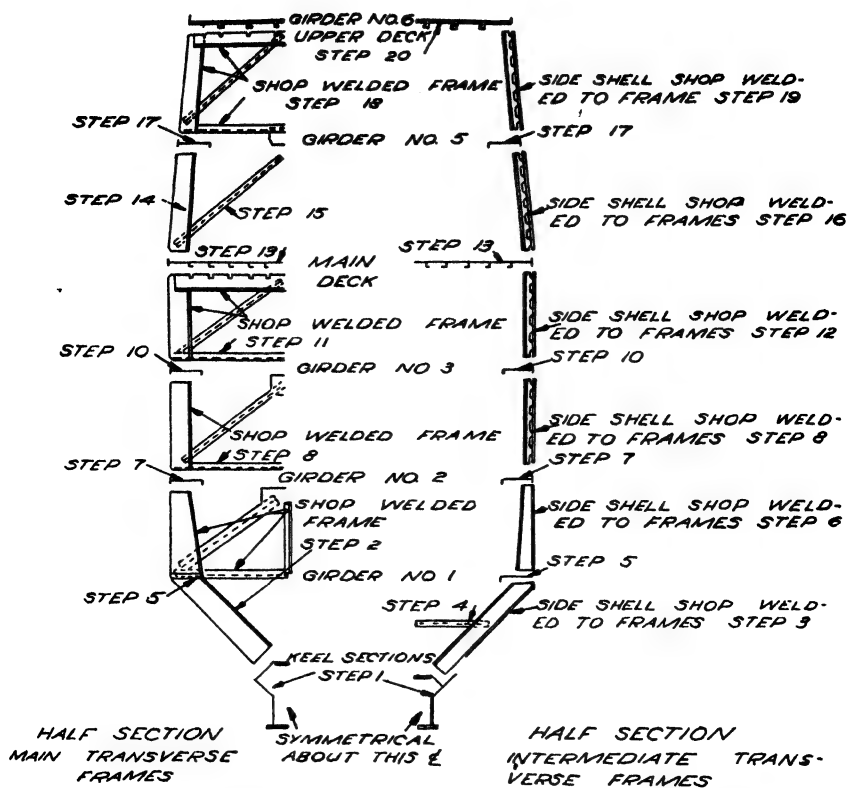 GIRDER NO. 6
UPPER DECK
STEP 20
SHOP WELDED FRAME
STEP 18
SIDE SHELL SHOP WELD-
ED TO FRAME STEP 19
STEP 17
GIRDER NO. 5
STEP 17
STEP 14
STEP 15
SIDE SHELL SHOP WELD-
ED TO FRAMES STEP 16
STEP 13
MAIN
DECK
STEP 13
SHOP WELDED FRAME
STEP 11
SIDE SHELL SHOP WELD-
ED TO FRAMES STEP 12
STEP 10
GIRDER NO 3
STEP 10
SHOP WELDED FRAME
STEP 8
SIDE SHELL SHOP WELD-
ED TO FRAMES STEP 8
STEP 7
GIRDER NO. 2
STEP 7
SHOP WELDED
FRAME
STEP 2
SIDE SHELL SHOP WELD-
ED TO FRAMES STEP 6
STEP 5
GIRDER NO 1
STEP 5
STEP 4
SIDE SHELL SHOP WELD-
ED TO FRAMES STEP 3
KEEL SECTIONS
STEP 1
HALF SECTION
MAIN TRANSVERSE
FRAMES
SYMMETRICAL
ABOUT THIS ℄
HALF SECTION
INTERMEDIATE TRANS-
VERSE FRAMES